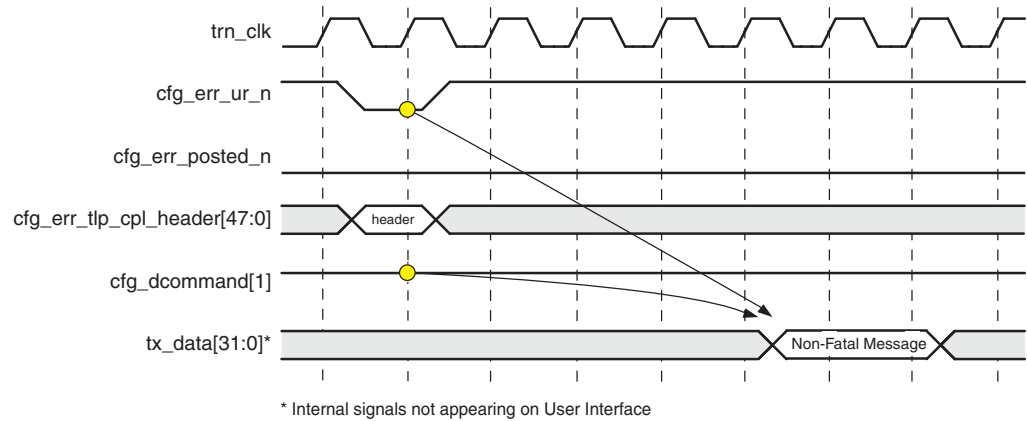 trn_clk
cfg_err_ur_n
cfg_err_posted_n
cfg_err_tlp_cpl_header[47:0]
header
cfg_dcommand[1]
tx_data[31:0]*
Non-Fatal Message
* Internal signals not appearing on User Interface